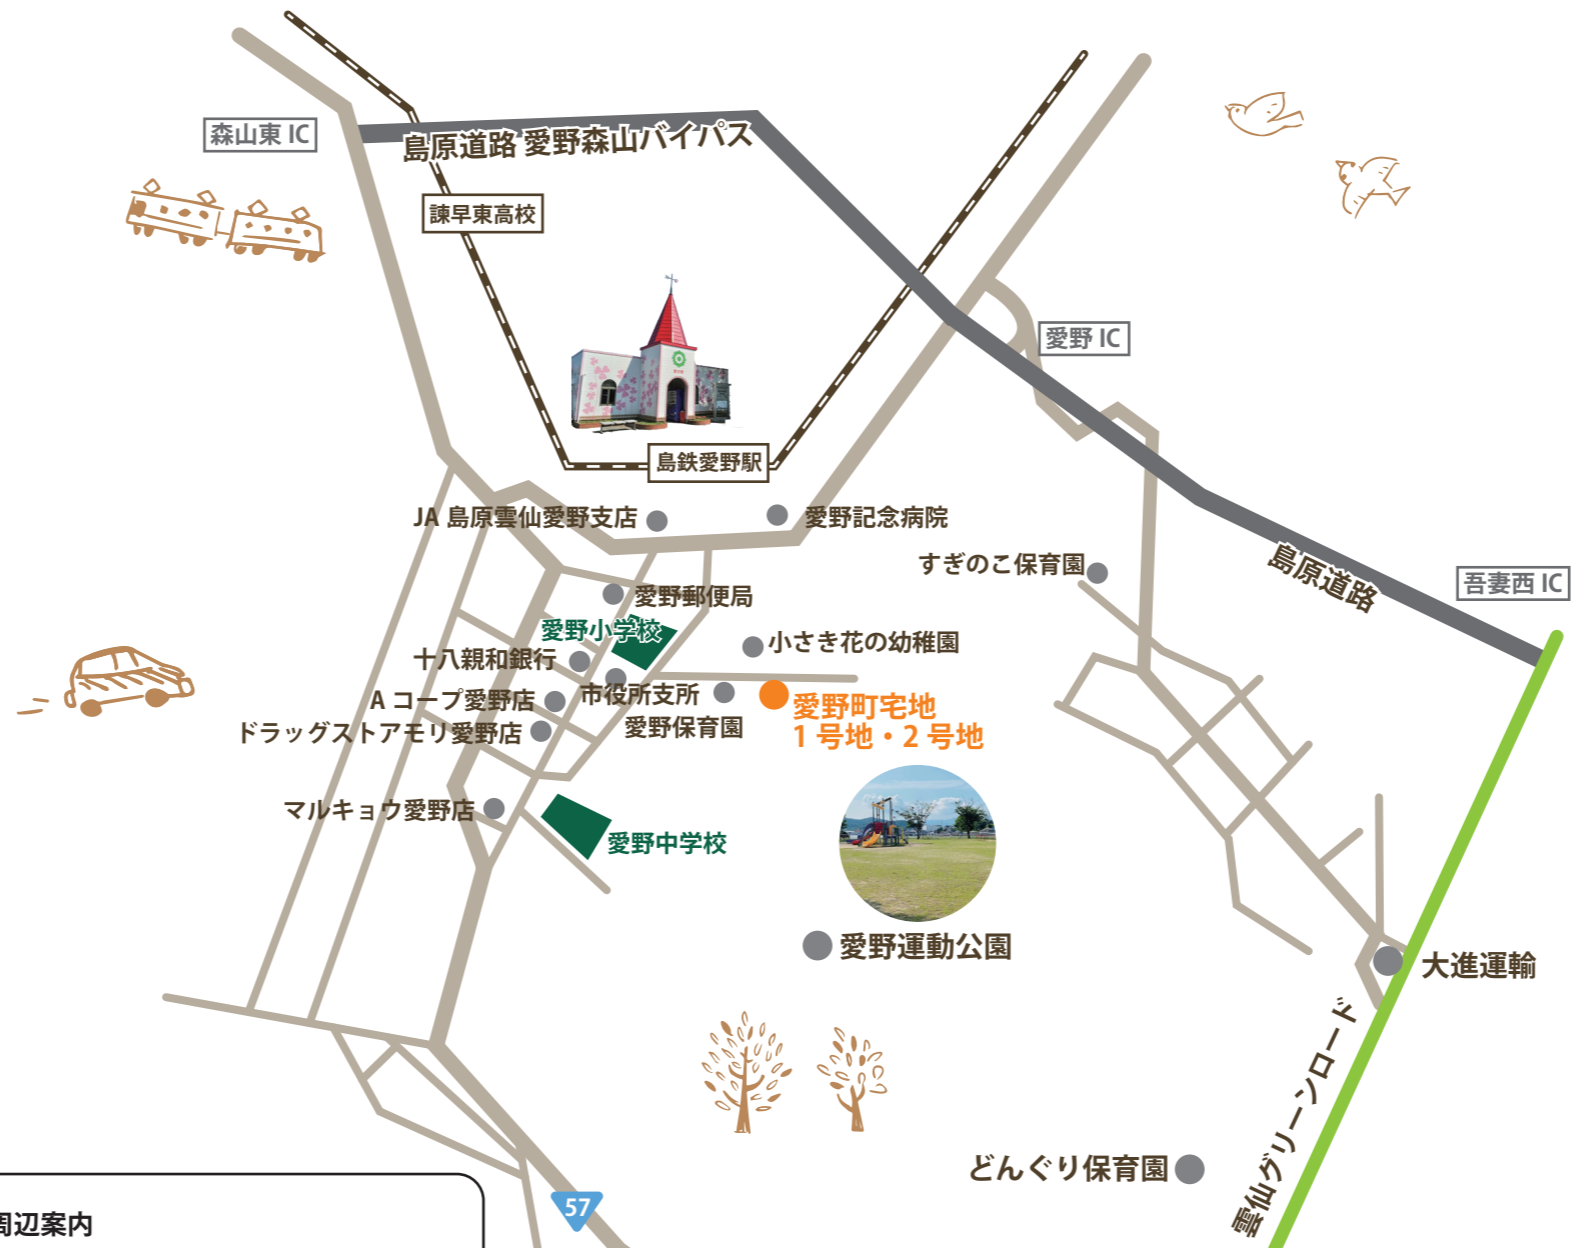 森山東 IC
島原道路 愛野森山バイパス
諫早東高校
愛野 IC
島鉄愛野駅
JA 島原雲仙愛野支店
愛野記念病院
すぎのこ保育園
島原道路
吾妻西 IC
愛野郵便局
愛野小学校
小さき花の幼稚園
十八親和銀行
市役所支所
A コープ愛野店
愛野保育園
ドラッグストアモリ愛野店
愛野町宅地
1 号地・2 号地
マルキョウ愛野店
愛野中学校
愛野運動公園
大進運輸
雲仙グリーンロード
どんぐり保育園
57
周辺案内